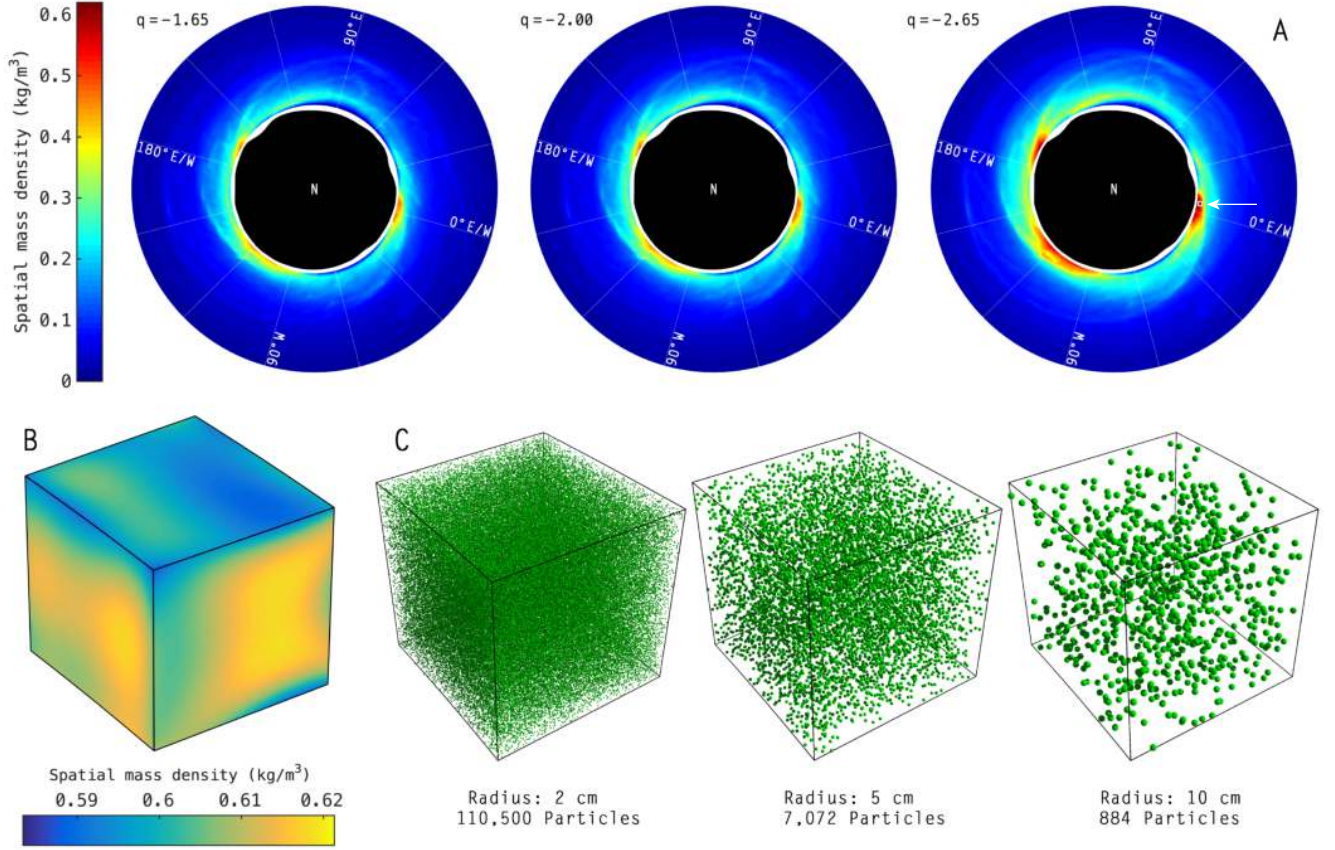 Spatial mass density (kg/m³)
0.6
0.5
0.4
0.3
0.2
0.1
0
q=-1.65
90°E
180°E/W
N
0°E/W
90°W
q=-2.00
90°E
180°E/W
N
0°E/W
90°W
q=-2.65
90°E
180°E/W
N
0°E/W
90°W
A
B
Spatial mass density (kg/m³)
0.59 0.6 0.61 0.62
C
Radius: 2 cm
110,500 Particles
Radius: 5 cm
7,072 Particles
Radius: 10 cm
884 Particles